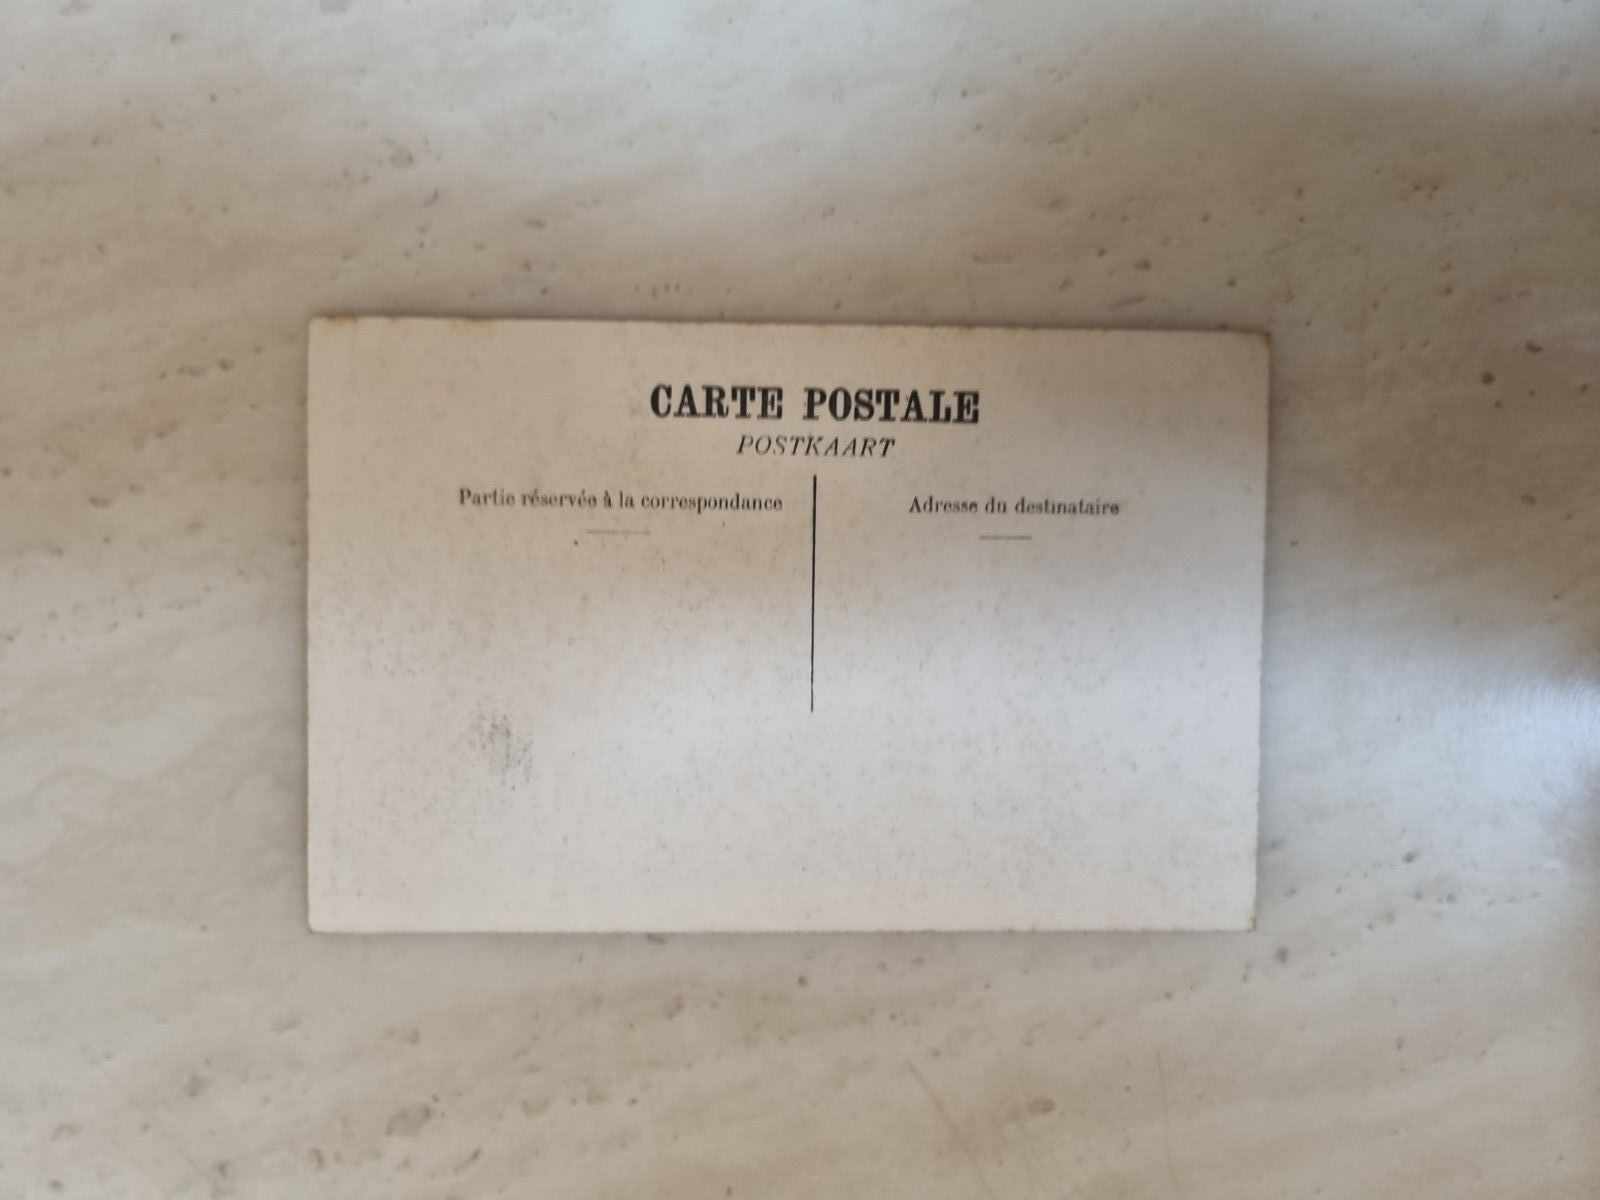 CARTE POSTALE
POSTKAART
Partie réservée à la correspondance
Adresse du destinataire